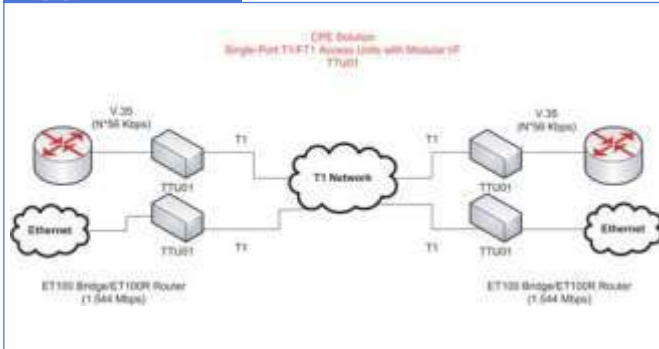 CPE Solution
Single-Port T1/FT1 Access Units with Modular I/F
TTU01
V.35
(N*56 Kbps)
T1
TTU01
Ethernet
TTU01
T1
ET100 Bridge/ET100R Router
(1.544 Mbps)
T1 Network
T1
V.35
(N*56 Kbps)
TTU01
T1
TTU01
Ethernet
ET100 Bridge/ET100R Router
(1.544 Mbps)